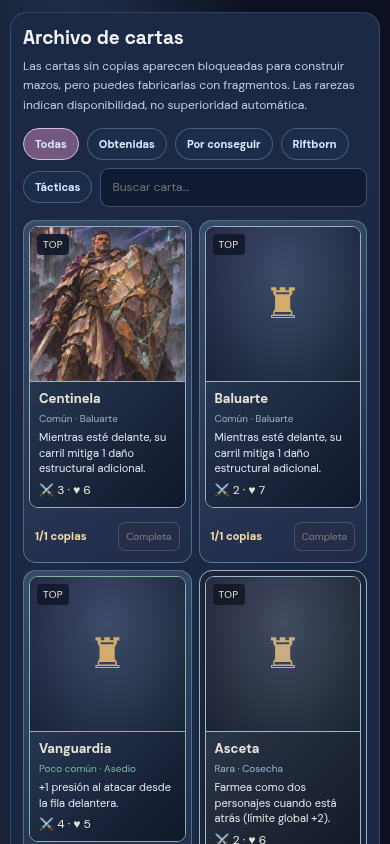 Archivo de cartas
Las cartas sin copias aparecen bloqueadas para construir
mazos, pero puedes fabricarlas con fragmentos. Las rarezas
indican disponibilidad, no superioridad automática.
Todas
Obtenidas
Por conseguir
Riftborn
Tácticas
Buscar carta...
TOP
Centinela
Común · Baluarte
Mientras esté delante, su
carril mitiga 1 daño
estructural adicional.
⚔️ 3 · ♥ 6
1/1 copias
Completa
TOP
Baluarte
Común · Baluarte
Mientras esté delante, su
carril mitiga 1 daño
estructural adicional.
⚔️ 2 · ♥ 7
1/1 copias
Completa
TOP
Vanguardia
Poco común · Asedio
+1 presión al atacar desde
la fila delantera.
⚔️ 4 · ♥ 5
TOP
Asceta
Rara · Cosecha
Farmea como dos
personajes cuando está
atrás (límite global +2).
⚔️ 2 · ♥ 6